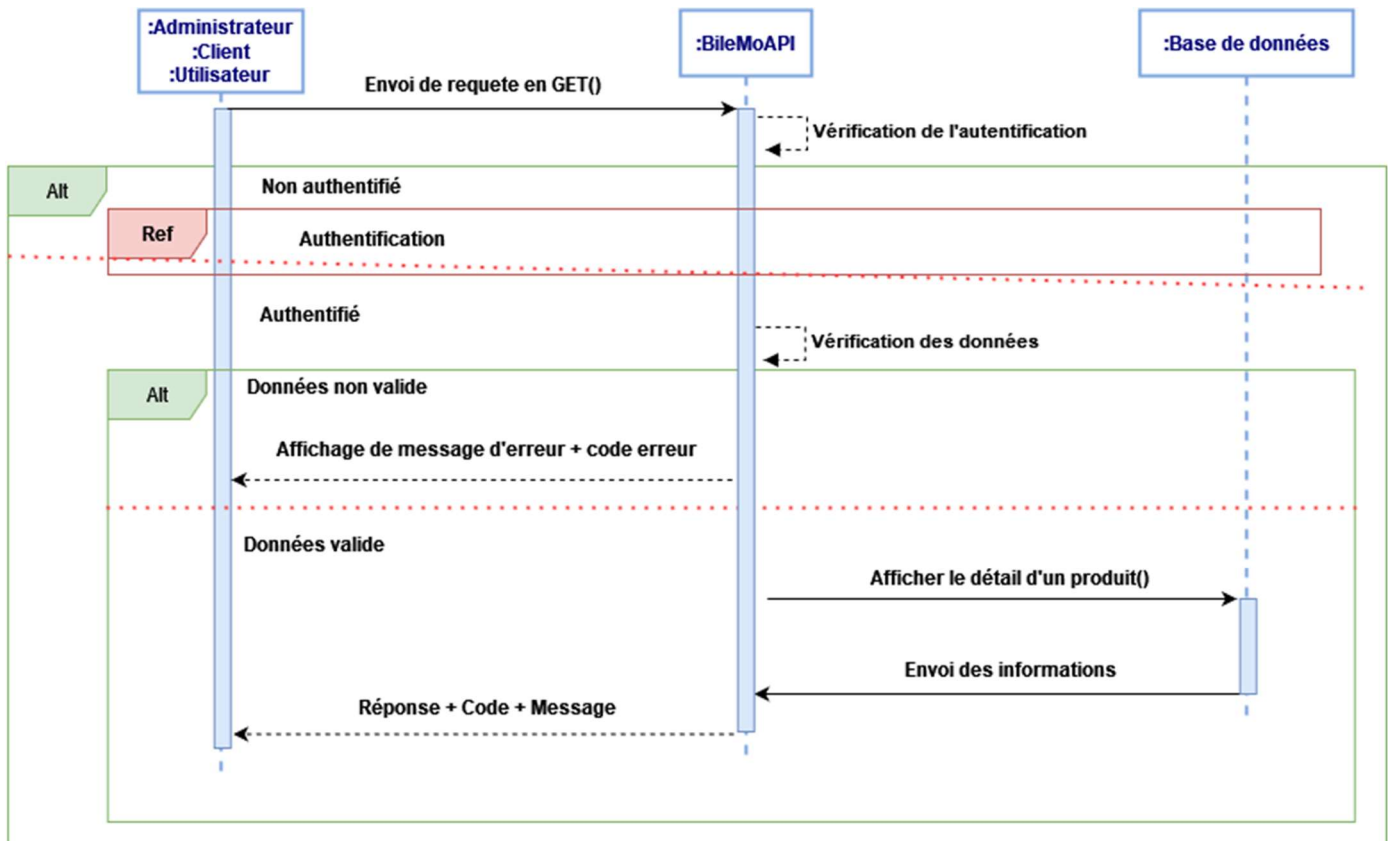 :Administrateur
:Client
:Utilisateur
:BileMoAPI
:Base de données
Envoi de requete en GET()
Vérification de l'autentification
Alt
Non authentifié
Ref
Authentification
Authentifié
Vérification des données
Alt
Données non valide
Affichage de message d'erreur + code erreur
Données valide
Afficher le détail d'un produit()
Envoi des informations
Réponse + Code + Message